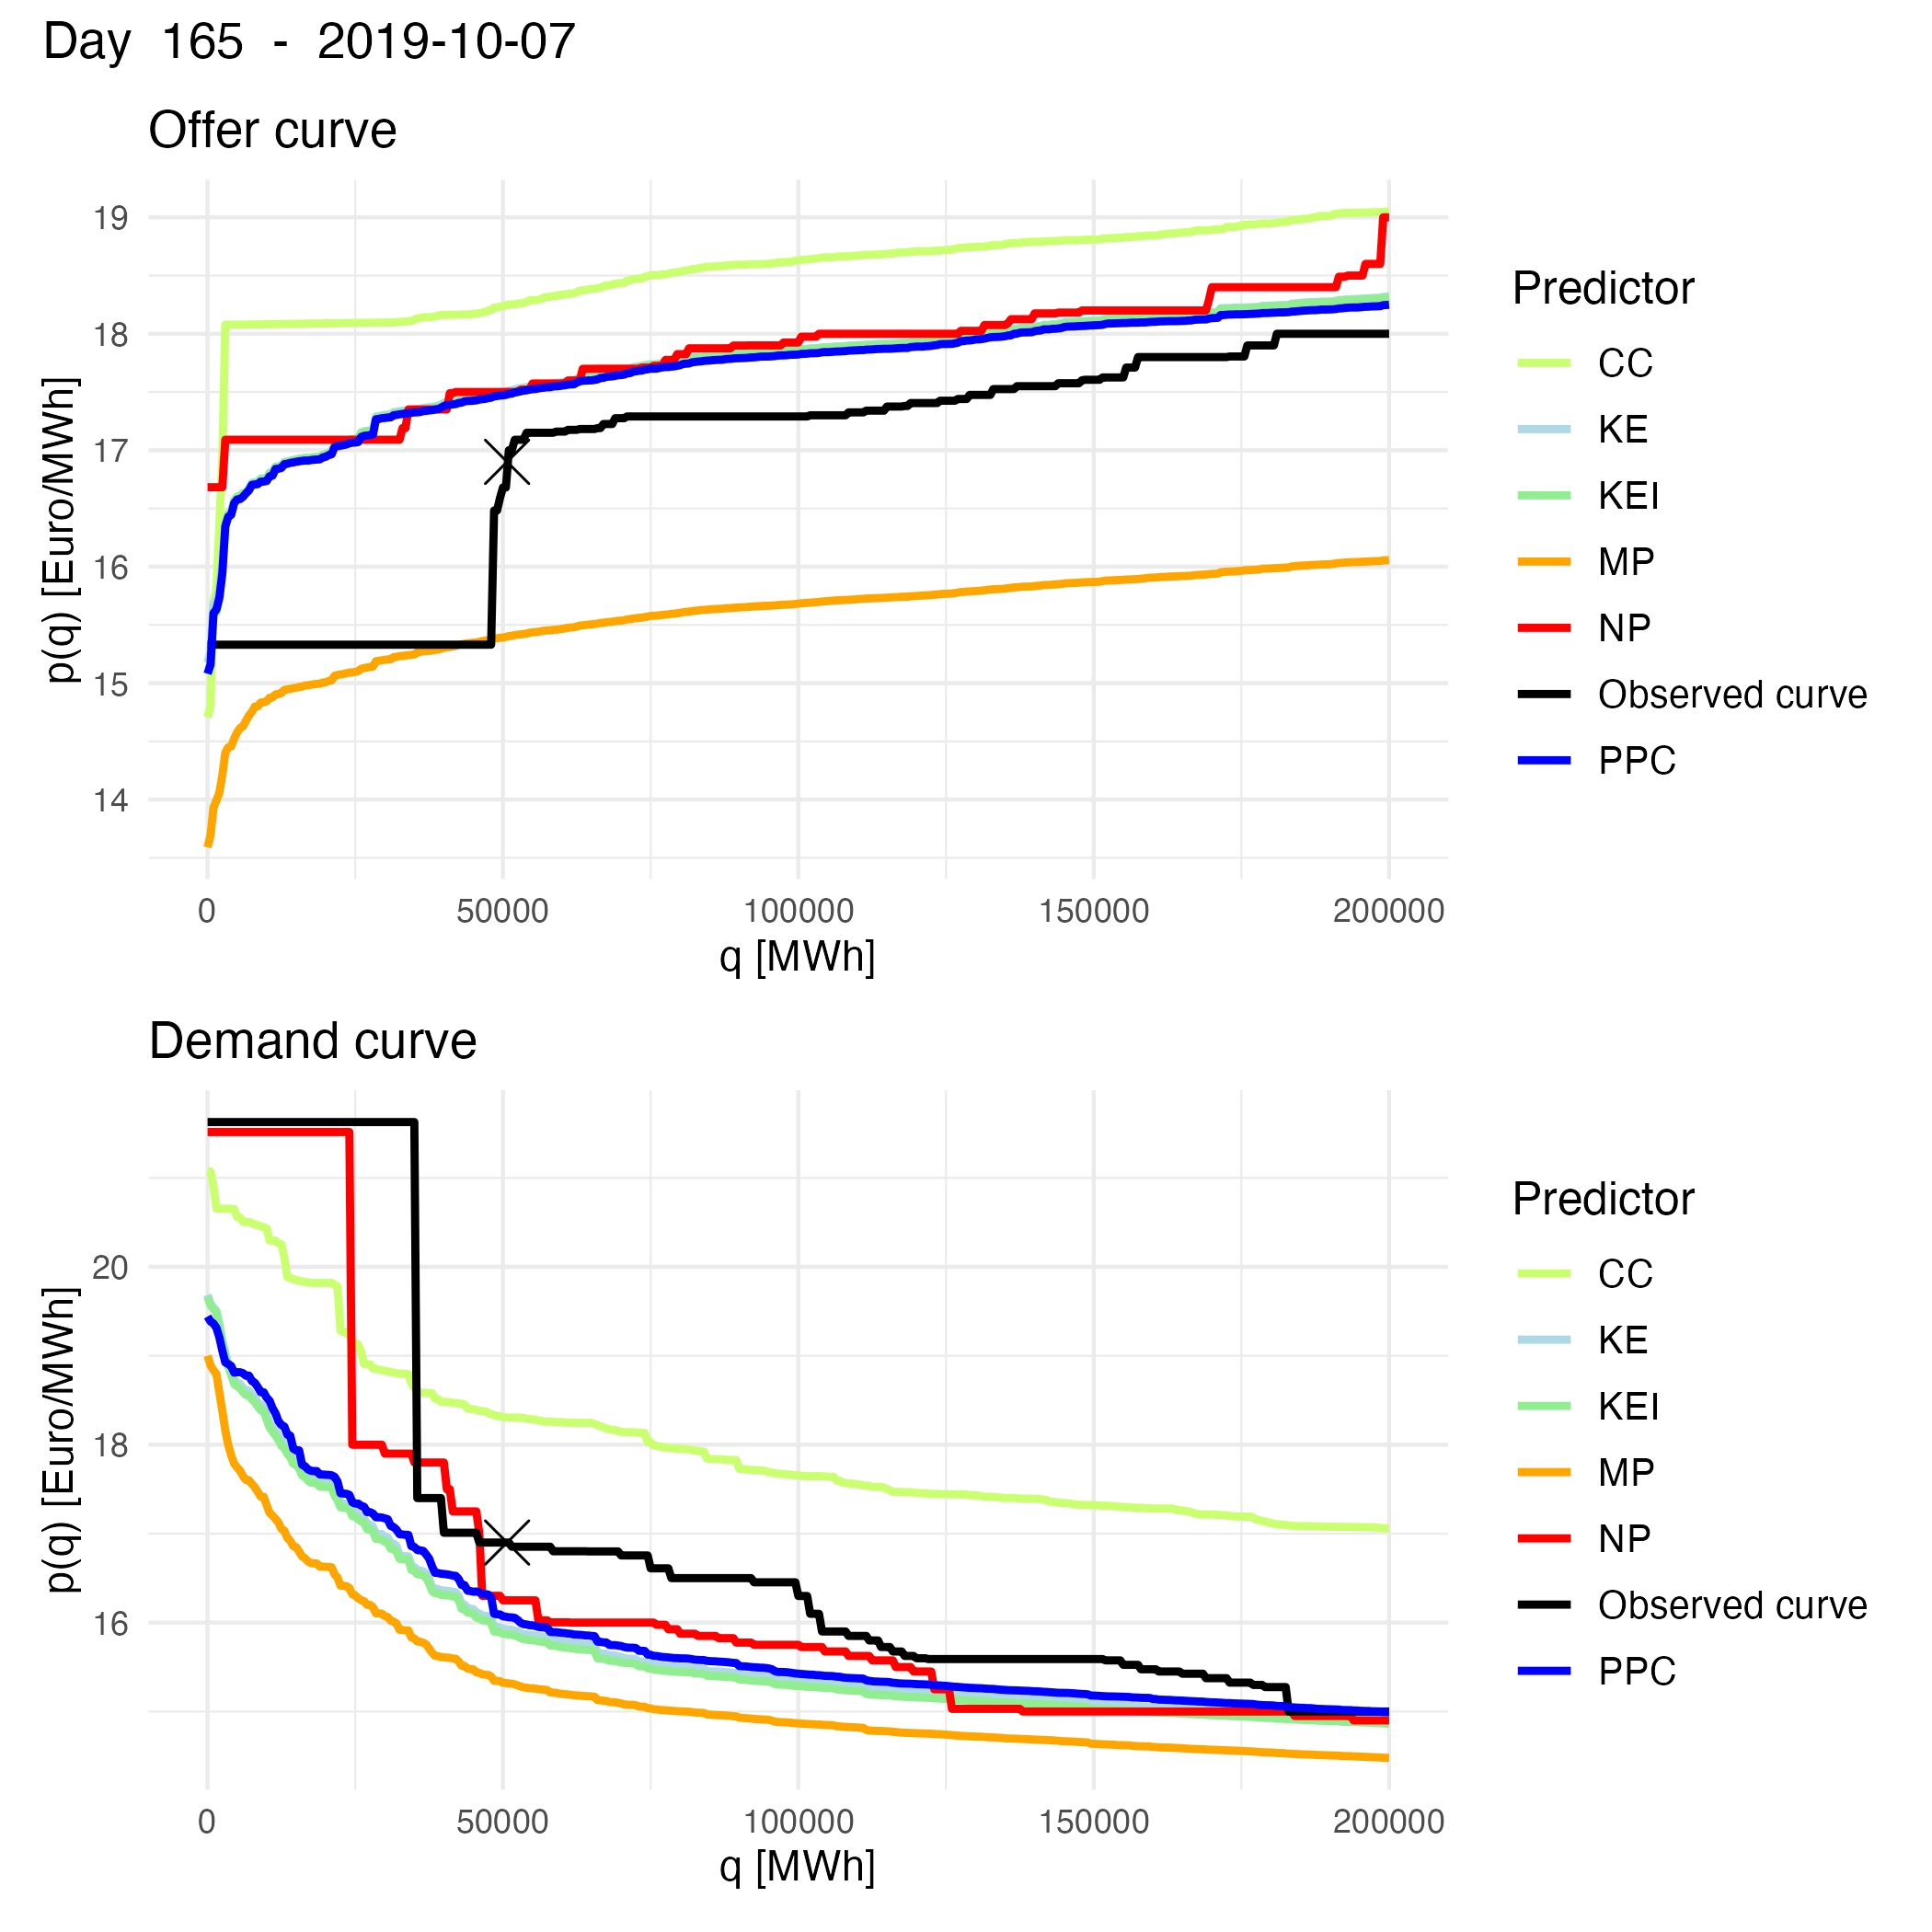 Day 165 - 2019-10-07
Offer curve
p(q) [Euro/MWh]
19
18
17
16
15
14
0 50000 100000 150000 200000
q [MWh]
Predictor
CC
KE
KEI
MP
NP
Observed curve
PPC
Demand curve
p(q) [Euro/MWh]
20
18
16
0 50000 100000 150000 200000
q [MWh]
Predictor
CC
KE
KEI
MP
NP
Observed curve
PPC